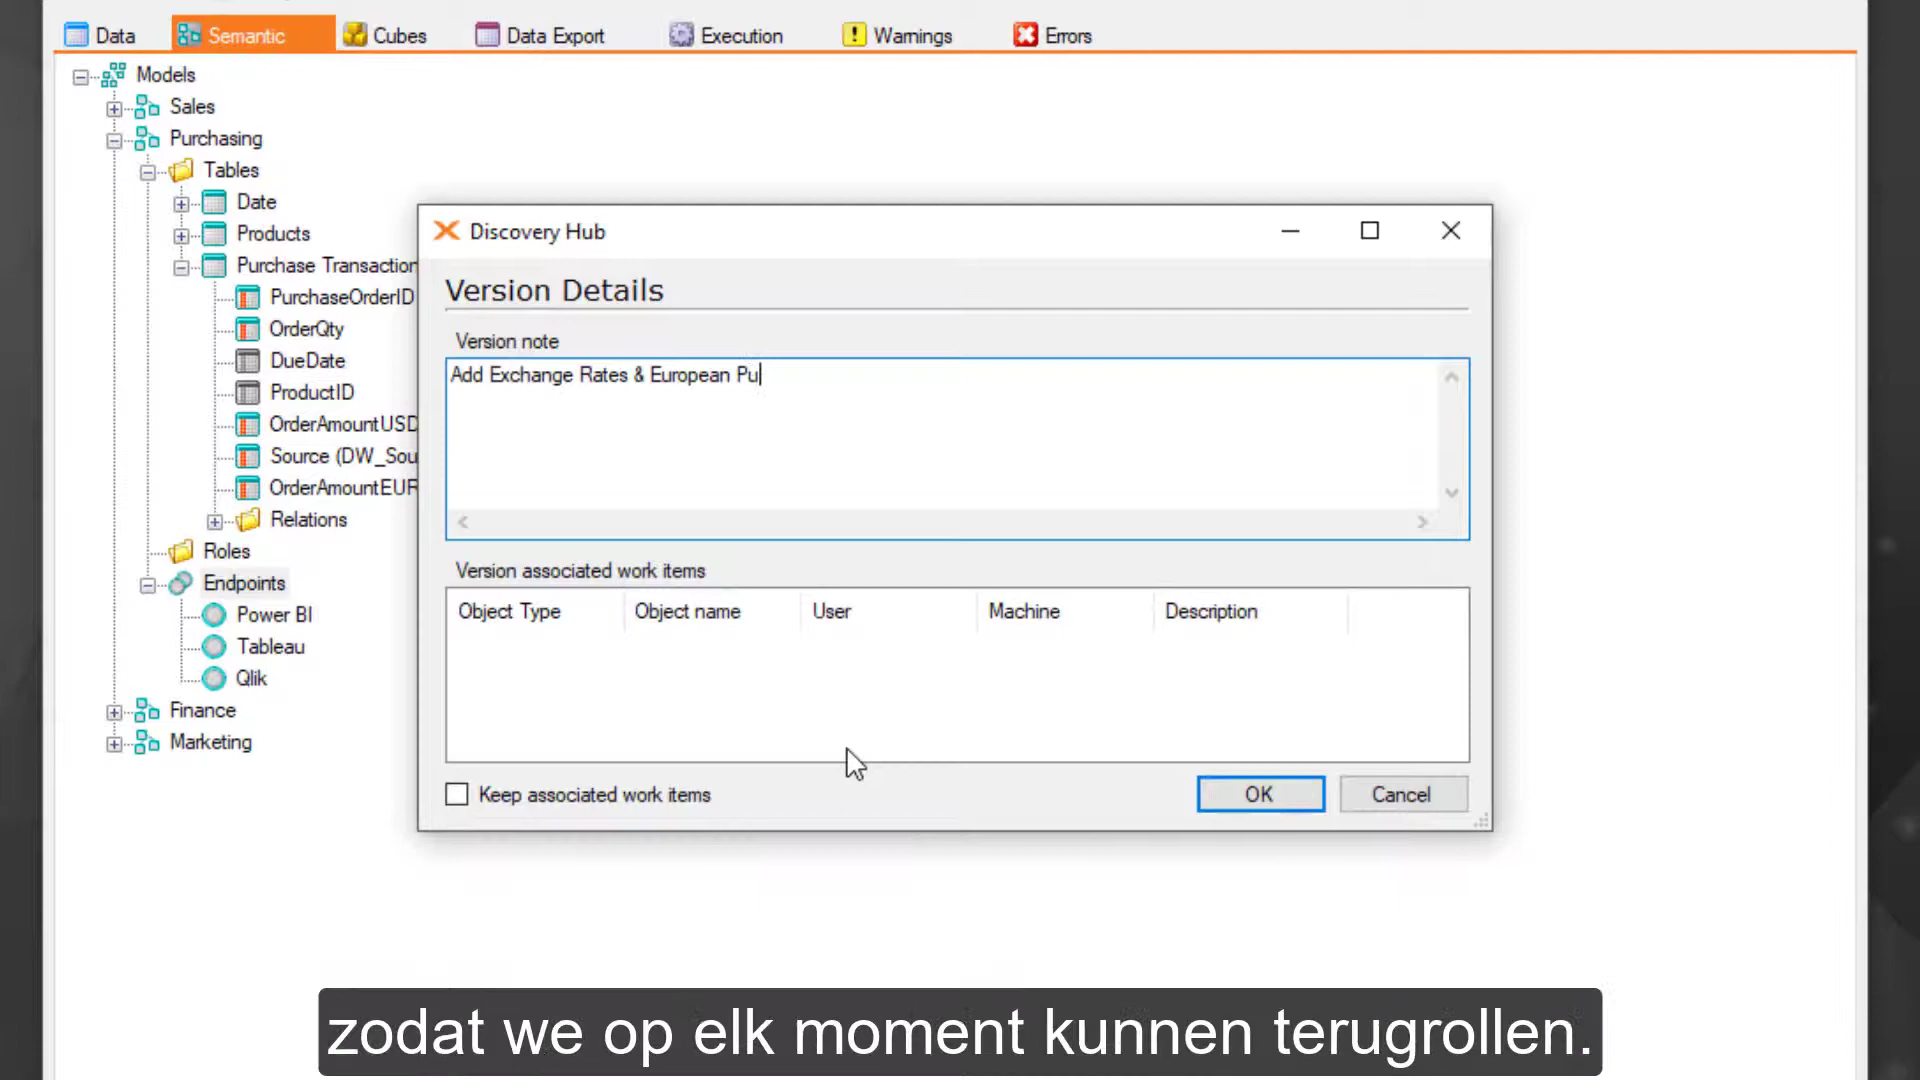 Data
Semantic
Cubes
Data Export
Execution
Warnings
Errors
Models
Sales
Purchasing
Tables
Date
Products
Purchase Transaction
PurchaseOrderID
OrderQty
DueDate
ProductID
OrderAmountUSD
Source (DW_Sou
OrderAmountEUR
Relations
Roles
Endpoints
Power BI
Tableau
Qlik
Finance
Marketing
Discovery Hub
Version Details
Version note
Add Exchange Rates & European Pu
Version associated work items
Object Type
Object name
User
Machine
Description
Keep associated work items
OK
Cancel
zodat we op elk moment kunnen terugrollen.